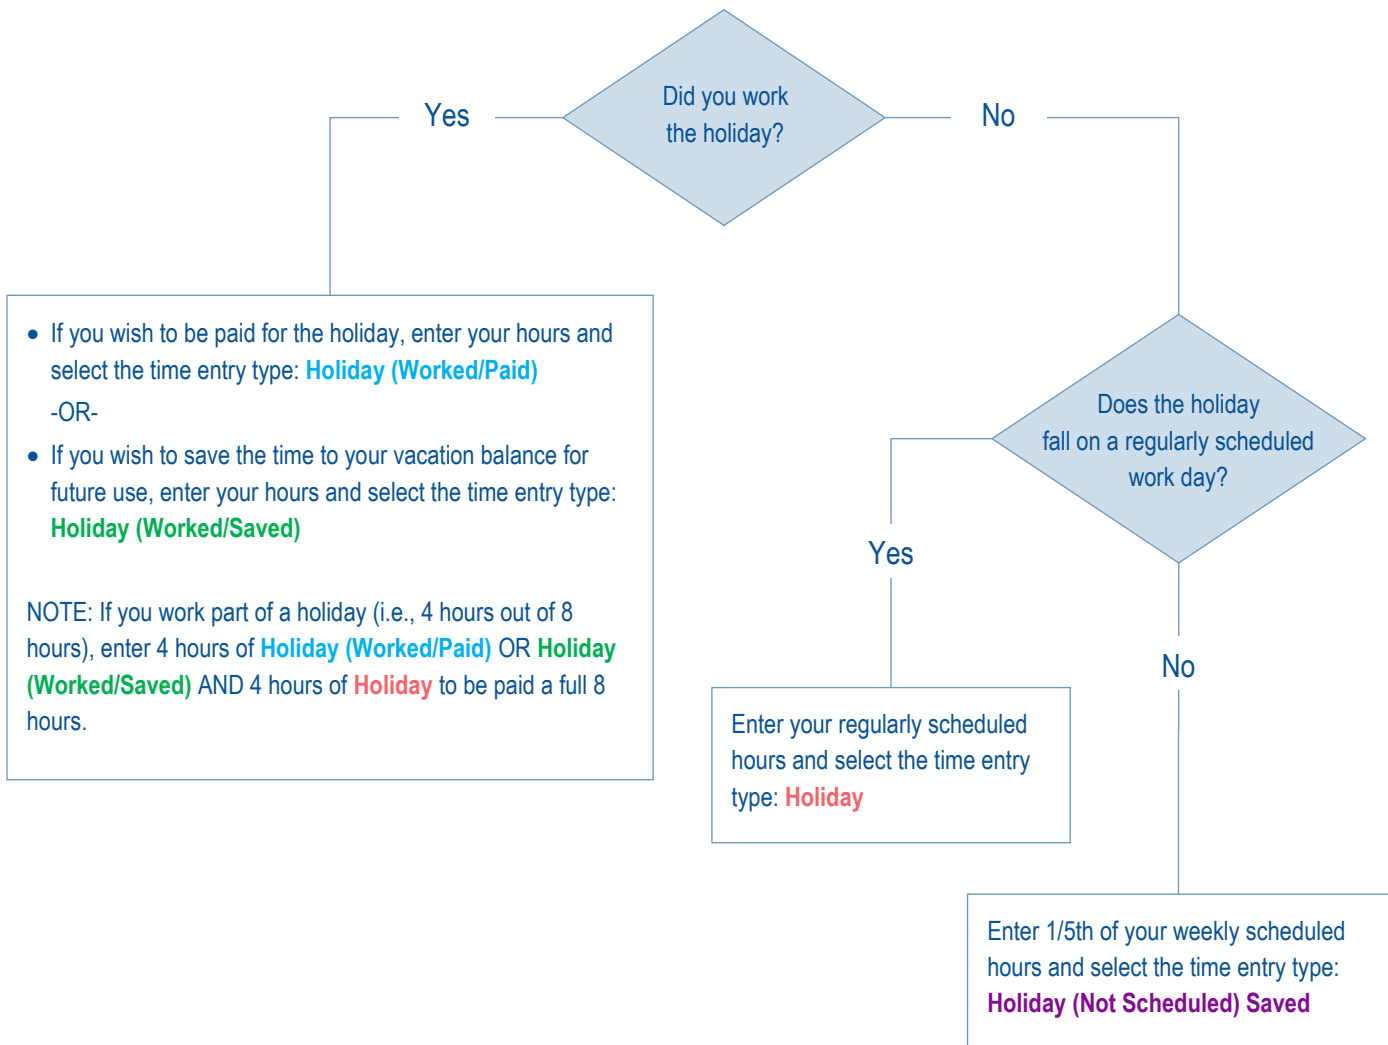 Did you work
the holiday?
Yes
No
• If you wish to be paid for the holiday, enter your hours and
select the time entry type: Holiday (Worked/Paid)
-OR-
• If you wish to save the time to your vacation balance for
future use, enter your hours and select the time entry type:
Holiday (Worked/Saved)
NOTE: If you work part of a holiday (i.e., 4 hours out of 8
hours), enter 4 hours of Holiday (Worked/Paid) OR Holiday
(Worked/Saved) AND 4 hours of Holiday to be paid a full 8
hours.
Does the holiday
fall on a regularly scheduled
work day?
Yes
No
Enter your regularly scheduled
hours and select the time entry
type: Holiday
Enter 1/5th of your weekly scheduled
hours and select the time entry type:
Holiday (Not Scheduled) Saved